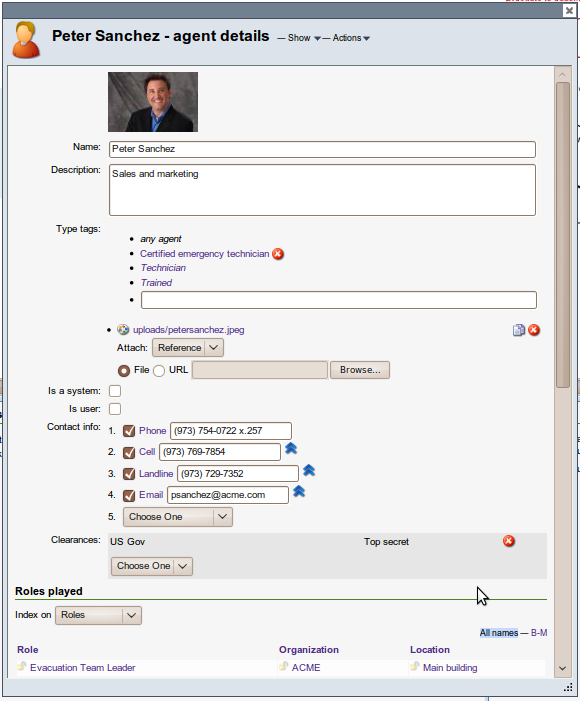 Peter Sanchez - agent details — Show — Actions
Name: Peter Sanchez
Description: Sales and marketing
Type tags:
• any agent
• Certified emergency technician
• Technician
• Trained
•
• uploads/petersanchez.jpeg
Attach: Reference
File URL Browse...
Is a system:
Is user:
Contact info: 1. Phone (973) 754-0722 x.257
2. Cell (973) 769-7854
3. Landline (973) 729-7352
4. Email psanchez@acme.com
5. Choose One
Clearances: US Gov Top secret
Choose One
Roles played
Index on Roles
All names — B-M
Role Organization Location
Evacuation Team Leader ACME Main building